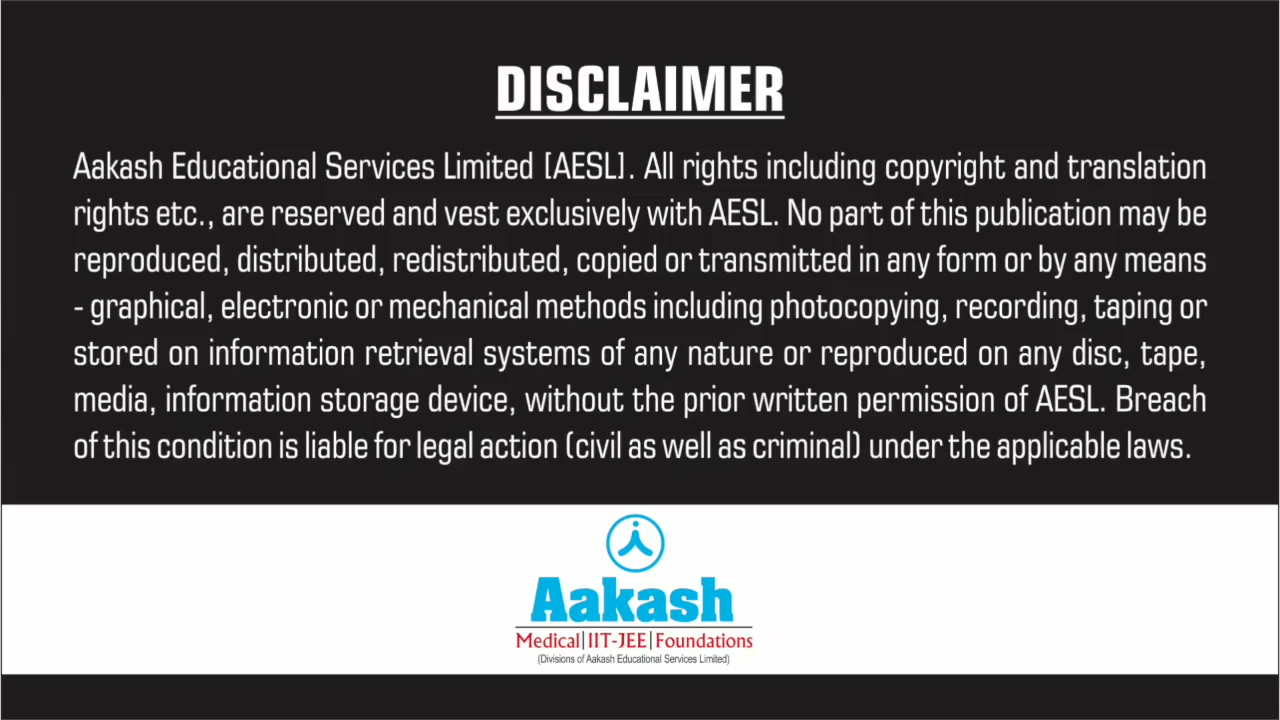 DISCLAIMER
Aakash Educational Services Limited [AESL]. All rights including copyright and translation
rights etc., are reserved and vest exclusively with AESL. No part of this publication may be
reproduced, distributed, redistributed, copied or transmitted in any form or by any means
- graphical, electronic or mechanical methods including photocopying, recording, taping or
stored on information retrieval systems of any nature or reproduced on any disc, tape,
media, information storage device, without the prior written permission of AESL. Breach
of this condition is liable for legal action (civil as well as criminal) under the applicable laws.
Aakash
Medical|IIT-JEE|Foundations
(Divisions of Aakash Educational Services Limited)